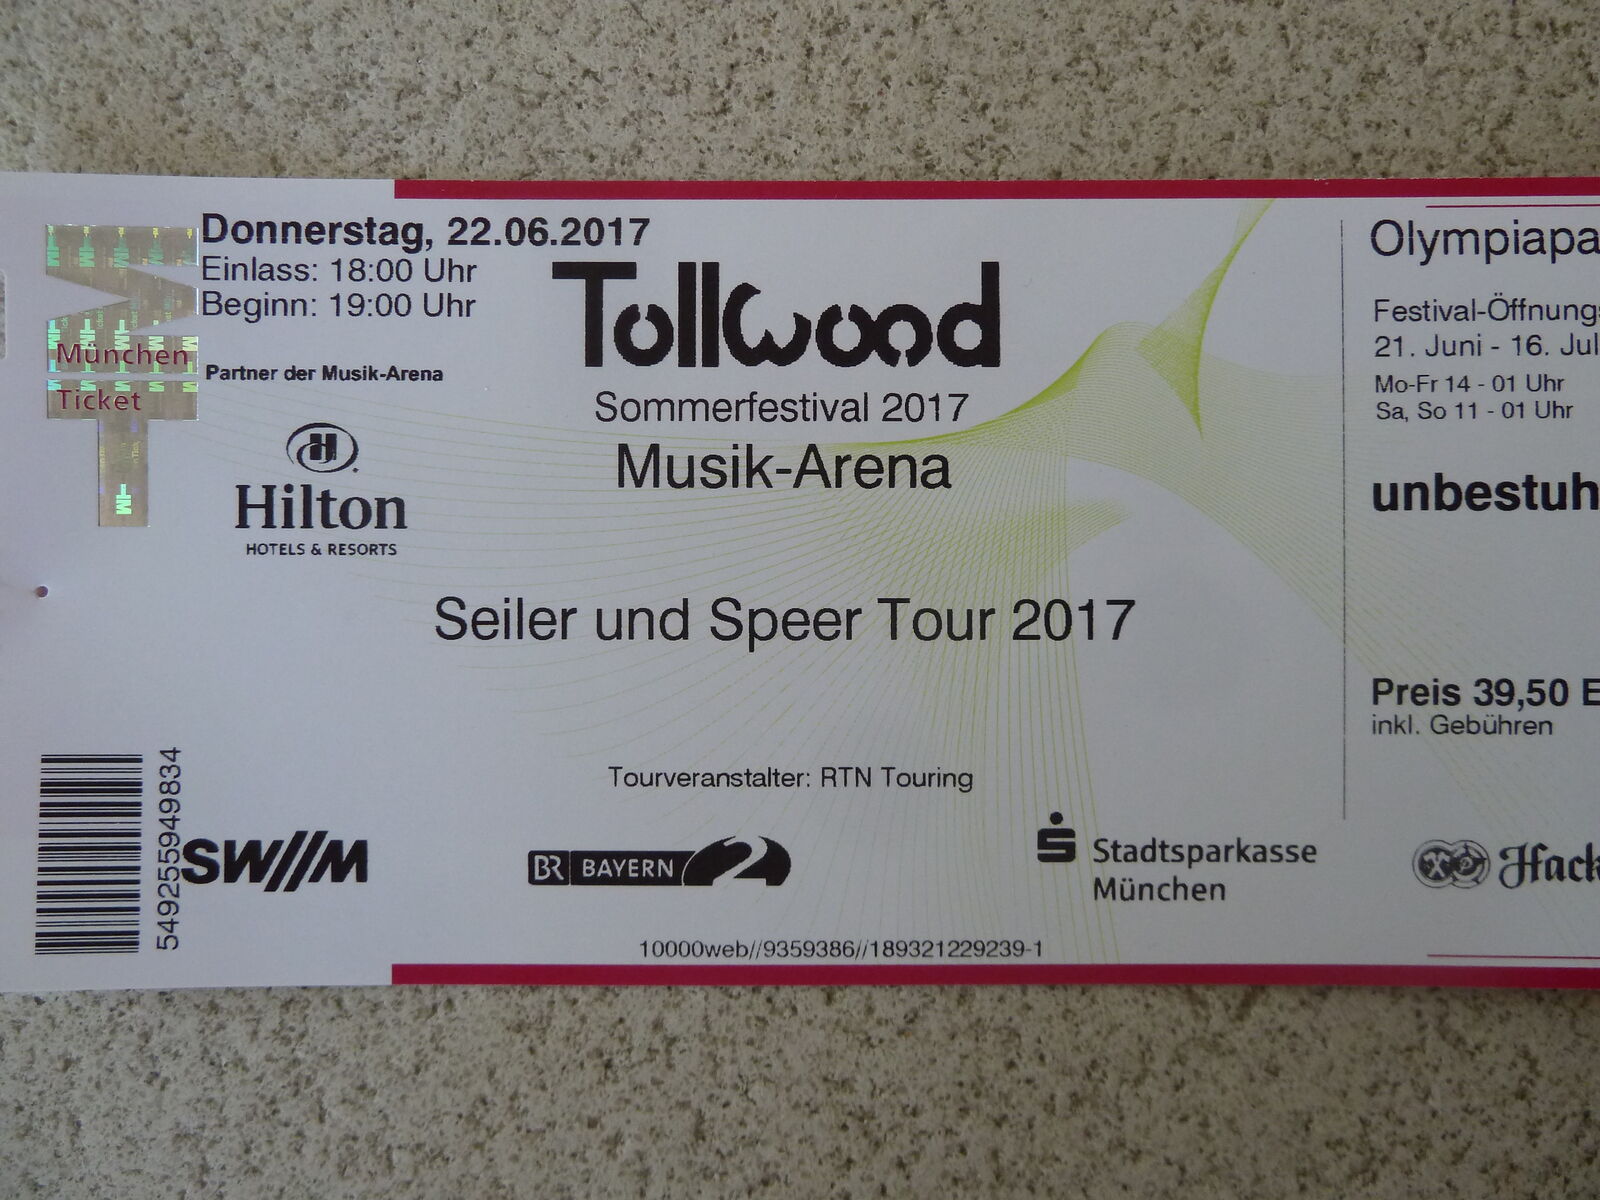 Donnerstag, 22.06.2017
Einlass: 18:00 Uhr
Beginn: 19:00 Uhr
München
Ticket
Partner der Musik-Arena
Hilton
HOTELS & RESORTS
Tollwood
Sommerfestival 2017
Musik-Arena
Seiler und Speer Tour 2017
Tourveranstalter: RTN Touring
5492555949834
SW//M
BR BAYERN 2
Stadtsparkasse
München
10000web//9359386//189321229239-1
Olympiapa
Festival-Öffnungs
21. Juni - 16. Jul
Mo-Fr 14 - 01 Uhr
Sa, So 11 - 01 Uhr
unbestuh
Preis 39,50 E
inkl. Gebühren
Hack